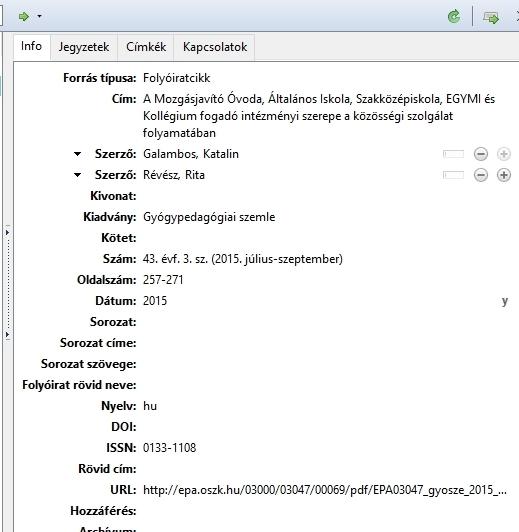 Info Jegyzetek Címkék Kapcsolatok
Forrás típusa: Folyóiratcikk
Cím: A Mozgásjavító Óvoda, Általános Iskola, Szakközépiskola, EGYMI és
Kollégium fogadó intézményi szerepe a közösségi szolgálat
folyamatában
Szerző: Galambos, Katalin
Szerző: Révész, Rita
Kivonat:
Kiadvány: Gyógypedagógiai szemle
Kötet:
Szám: 43. évf. 3. sz. (2015. július-szeptember)
Oldalszám: 257-271
Dátum: 2015 y
Sorozat:
Sorozat címe:
Sorozat szövege:
Folyóirat rövid neve:
Nyelv: hu
DOI:
ISSN: 0133-1108
Rövid cím:
URL: http://epa.oszk.hu/03000/03047/00069/pdf/EPA03047_gyosze_2015_...
Hozzáférés:
Archívum: